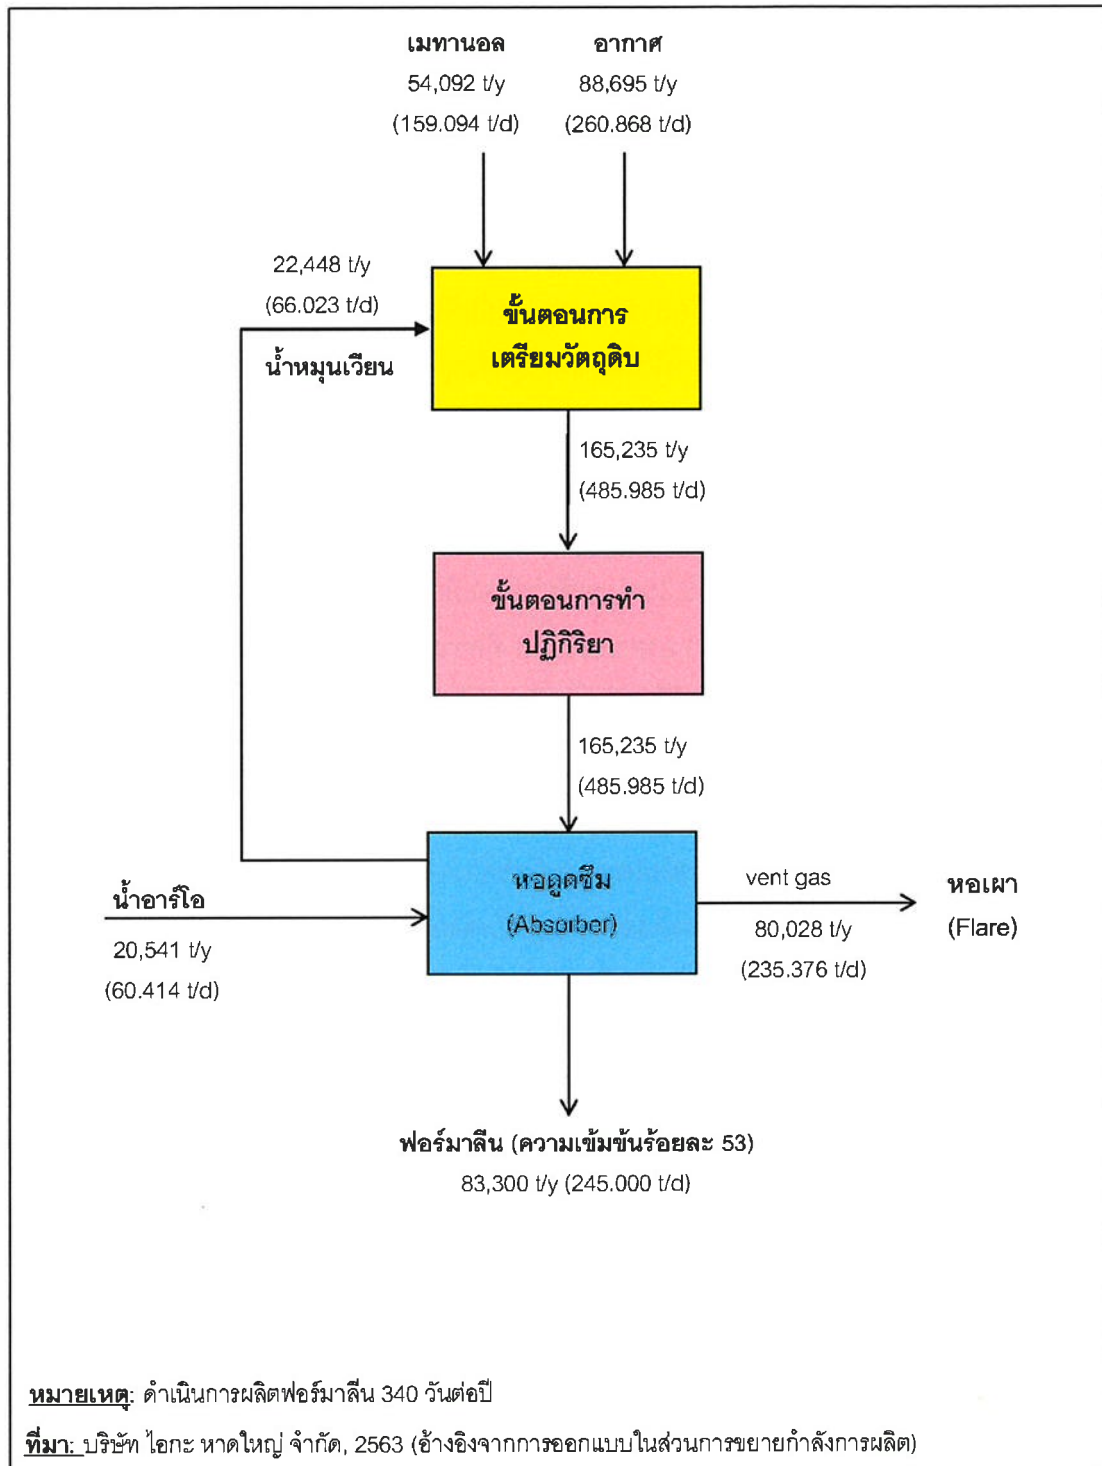 เมทานอล
54,092 t/y
(159.094 t/d)
อากาศ
88,695 t/y
(260.868 t/d)
22,448 t/y
(66.023 t/d)
น้ำหมุนเวียน
ขั้นตอนการ
เตรียมวัตถุดิบ
165,235 t/y
(485.985 t/d)
ขั้นตอนการทำ
ปฏิกิริยา
165,235 t/y
(485.985 t/d)
น้ำอาร์โอ
20,541 t/y
(60.414 t/d)
หอดูดซึม
(Absorber)
vent gas
80,028 t/y
(235.376 t/d)
หอเผา
(Flare)
ฟอร์มาลีน (ความเข้มข้นร้อยละ 53)
83,300 t/y (245.000 t/d)
หมายเหตุ: ดำเนินการผลิตฟอร์มาลีน 340 วันต่อปี
ที่มา: บริษัท ไอกะ หาดใหญ่ จำกัด, 2563 (อ้างอิงจากการออกแบบในส่วนการขยายกำลังการผลิต)